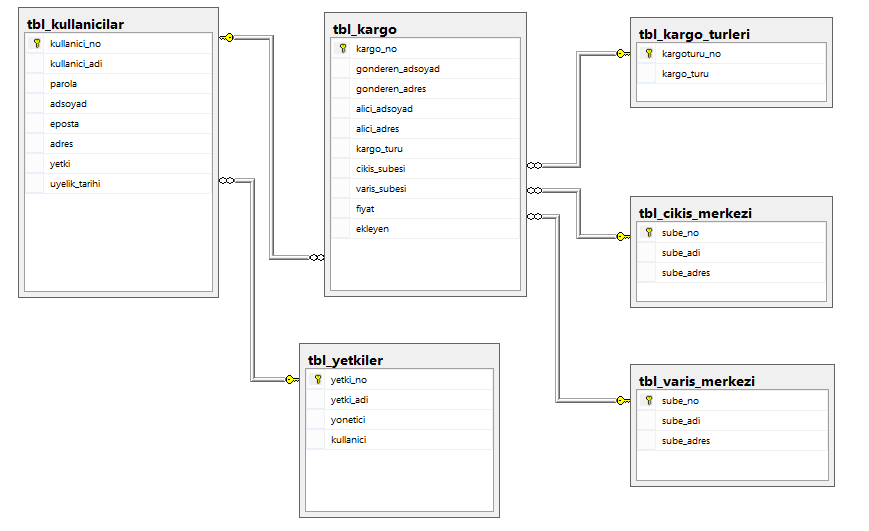 tbl_kullanicilar
kullanici_no
kullanici_adi
parola
adsoyad
eposta
adres
yetki
uyelik_tarihi
tbl_kargo
kargo_no
gonderen_adsoyad
gonderen_adres
alici_adsoyad
alici_adres
kargo_turu
cikis_subesi
varis_subesi
fiyat
ekleyen
tbl_kargo_turleri
kargoturu_no
kargo_turu
tbl_cikis_merkezi
sube_no
sube_adi
sube_adres
tbl_yetkiler
yetki_no
yetki_adi
yonetici
kullanici
tbl_varis_merkezi
sube_no
sube_adi
sube_adres